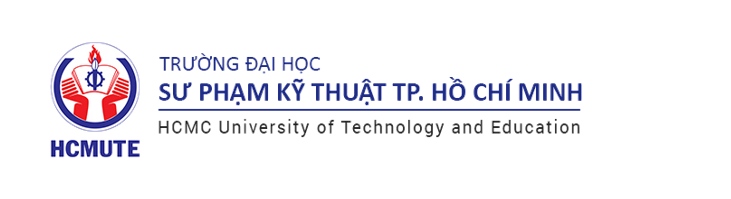 TRƯỜNG ĐẠI HỌC
SƯ PHẠM KỸ THUẬT TP. HỒ CHÍ MINH
HCMC University of Technology and Education
HCMUTE